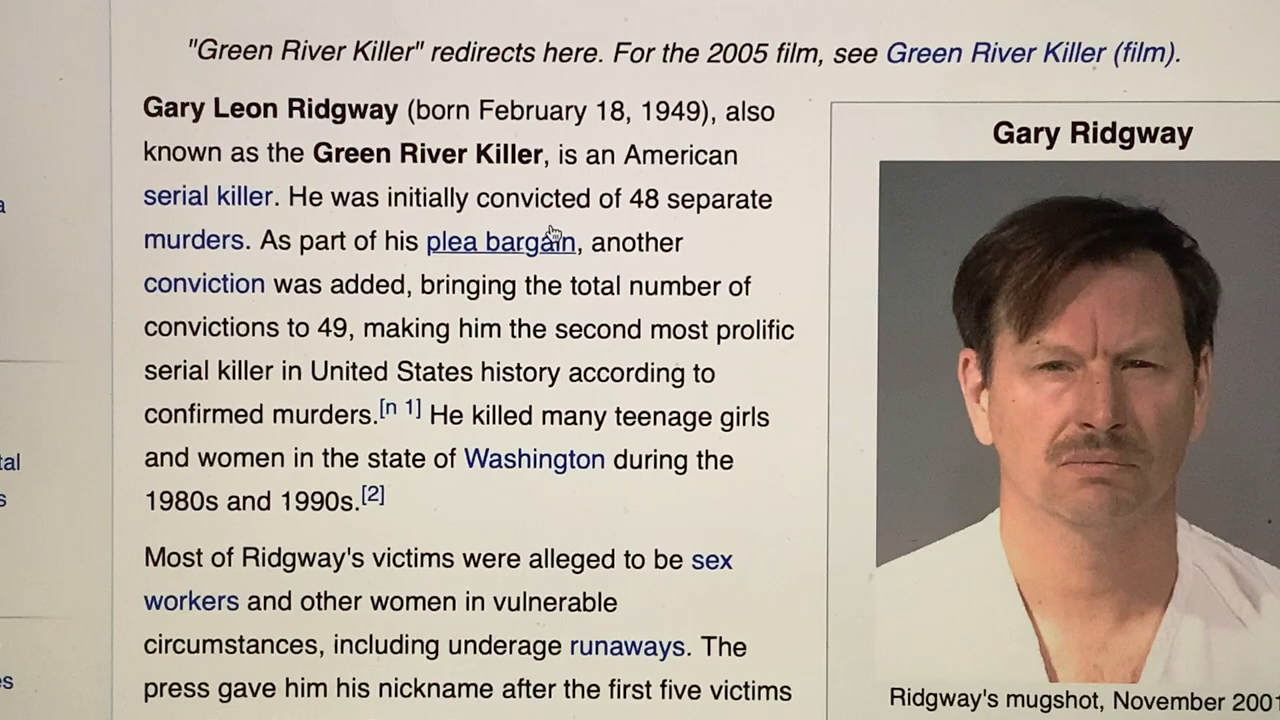 "Green River Killer" redirects here. For the 2005 film, see Green River Killer (film).
Gary Leon Ridgway (born February 18, 1949), also
known as the Green River Killer, is an American
serial killer. He was initially convicted of 48 separate
murders. As part of his plea bargain, another
conviction was added, bringing the total number of
convictions to 49, making him the second most prolific
serial killer in United States history according to
confirmed murders.[n 1] He killed many teenage girls
and women in the state of Washington during the
1980s and 1990s.[2]
Most of Ridgway's victims were alleged to be sex
workers and other women in vulnerable
circumstances, including underage runaways. The
press gave him his nickname after the first five victims
Gary Ridgway
Ridgway's mugshot, November 2001